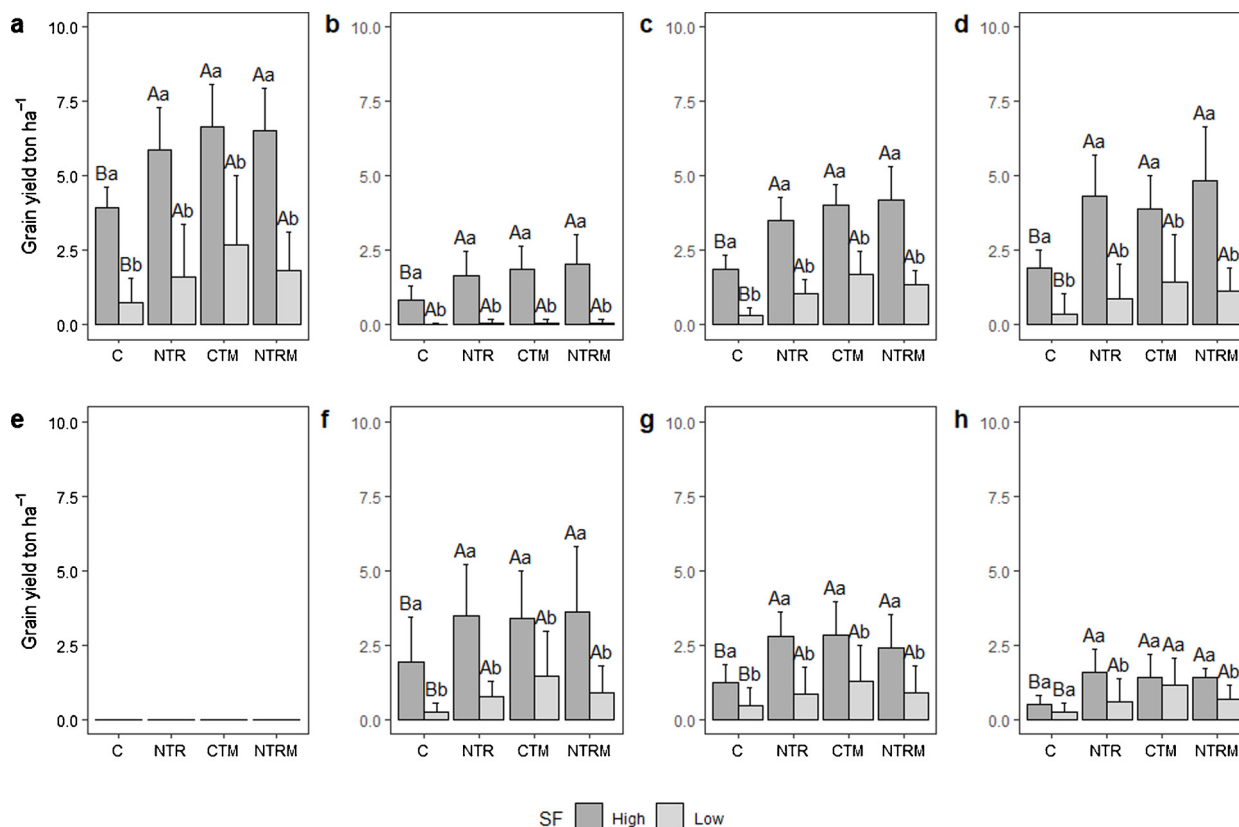 a
Grain yield ton ha⁻¹
10.0
7.5
5.0
2.5
0.0
Ba
Bb
Aa
Ab
Aa
Ab
Aa
Ab
C NTR CTM NTRM
b
10.0
7.5
5.0
2.5
0.0
Ba
Ab
Aa
Ab
Aa
Ab
Aa
Ab
C NTR CTM NTRM
c
10.0
7.5
5.0
2.5
0.0
Ba
Bb
Aa
Ab
Aa
Ab
Aa
Ab
C NTR CTM NTRM
d
10.0
7.5
5.0
2.5
0.0
Ba
Bb
Aa
Ab
Aa
Ab
Aa
Ab
C NTR CTM NTRM
e
Grain yield ton ha⁻¹
10.0
7.5
5.0
2.5
0.0
C NTR CTM NTRM
f
10.0
7.5
5.0
2.5
0.0
Ba
Bb
Aa
Ab
Aa
Ab
Aa
Ab
C NTR CTM NTRM
g
10.0
7.5
5.0
2.5
0.0
Ba
Bb
Aa
Ab
Aa
Ab
Aa
Ab
C NTR CTM NTRM
h
10.0
7.5
5.0
2.5
0.0
Ba
Ba
Aa
Ab
Aa
Aa
Aa
Ab
C NTR CTM NTRM
SF High Low